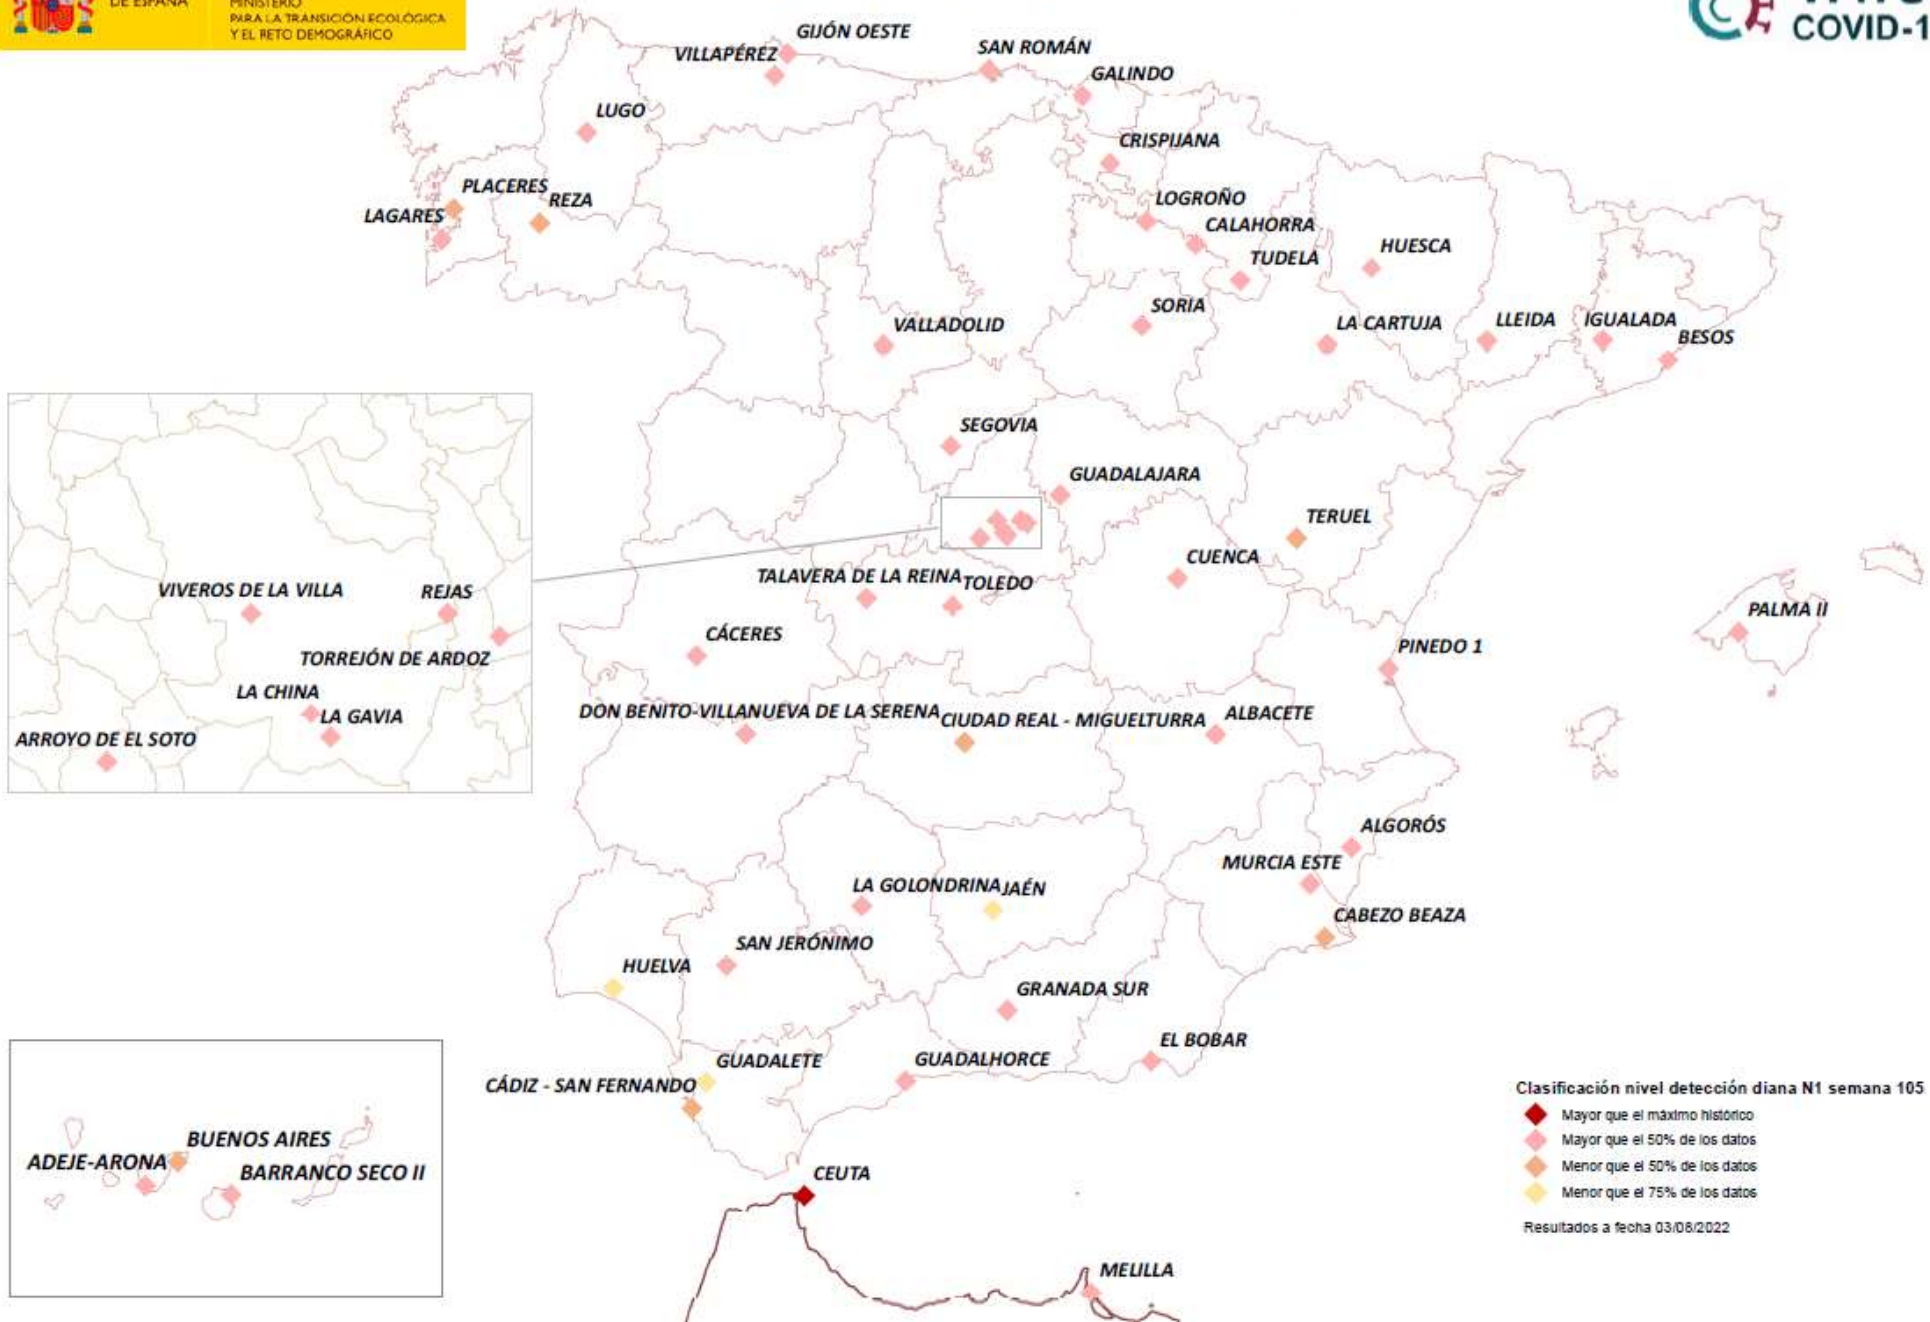 DE ESPAÑA
MINISTERIO
PARA LA TRANSICIÓN ECOLÓGICA
Y EL RETO DEMOGRÁFICO
COVID-1
GIJÓN OESTE
VILLAPÉREZ
SAN ROMÁN
GALINDO
LUGO
CRISPIJANA
PLACERES
REZA
LAGARES
LOGROÑO
CALAHORRA
TUDELA
HUESCA
SORIA
VALLADOLID
LA CARTUJA
LLEIDA
IGUALADA
BESOS
SEGOVIA
GUADALAJARA
TERUEL
CUENCA
TALAVERA DE LA REINA
TOLEDO
VIVEROS DE LA VILLA
REJAS
TORREJÓN DE ARDOZ
LA CHINA
LA GAVIA
ARROYO DE EL SOTO
CÁCERES
PALMA II
PINEDO 1
DON BENITO-VILLANUEVA DE LA SERENA
CIUDAD REAL - MIGUELTURRA
ALBACETE
ALGORÓS
MURCIA ESTE
LA GOLONDRINA
JAÉN
CABEZO BEAZA
SAN JERÓNIMO
HUELVA
GRANADA SUR
EL BOBAR
GUADALETE
GUADALHORCE
CÁDIZ - SAN FERNANDO
BUENOS AIRES
ADEJE-ARONA
BARRANCO SECO II
CEUTA
MELILLA
Clasificación nivel detección diana N1 semana 105
Mayor que el máximo histórico
Mayor que el 50% de los datos
Menor que el 50% de los datos
Menor que el 75% de los datos
Resultados a fecha 03/08/2022